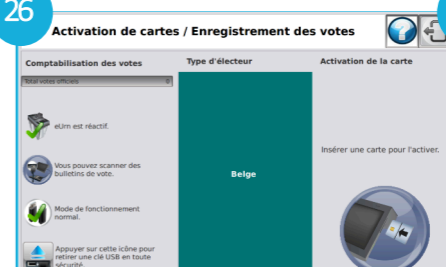 26
Activation de cartes / Enregistrement des votes
Comptabilisation des votes
Type d'électeur
Activation de la carte
Total votes officiels 0
eUrn est réactif.
Vous pouvez scanner des
bulletins de vote.
Mode de fonctionnement
normal.
Appuyer sur cette icône pour
retirer une clé USB en toute
sécurité.
Belge
Insérer une carte pour l'activer.